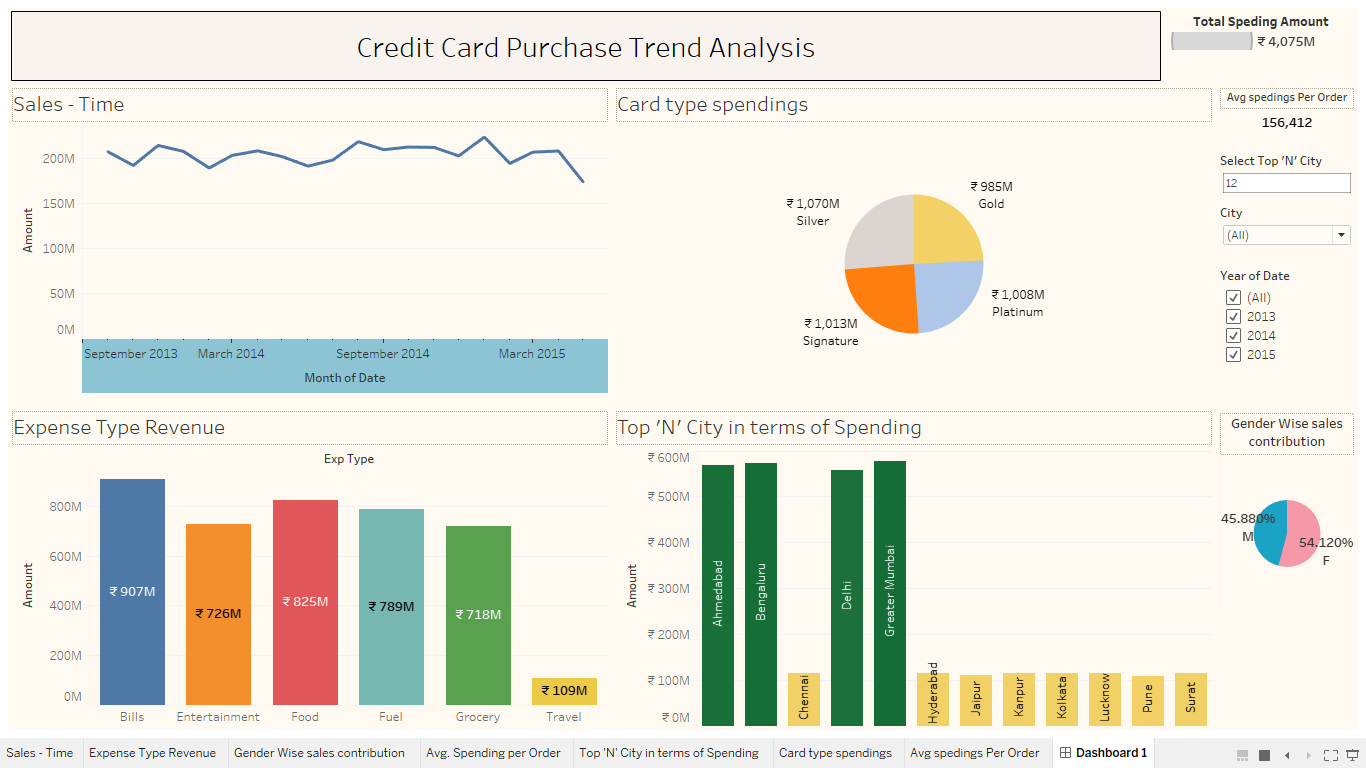 Credit Card Purchase Trend Analysis
Total Speding Amount
₹ 4,075M
Sales - Time
Amount
200M
150M
100M
50M
0M
September 2013
March 2014
September 2014
March 2015
Month of Date
Card type spendings
₹ 985M
Gold
₹ 1,070M
Silver
₹ 1,008M
Platinum
₹ 1,013M
Signature
Avg spedings Per Order
156,412
Select Top 'N' City
12
City
(All)
Year of Date
(All)
2013
2014
2015
Expense Type Revenue
Exp Type
Amount
800M
600M
400M
200M
0M
₹ 907M
₹ 726M
₹ 825M
₹ 789M
₹ 718M
₹ 109M
Bills
Entertainment
Food
Fuel
Grocery
Travel
Top 'N' City in terms of Spending
Amount
₹ 600M
₹ 500M
₹ 400M
₹ 300M
₹ 200M
₹ 100M
₹ 0M
Ahmedabad
Bengaluru
Chennai
Delhi
Greater Mumbai
Hyderabad
Jaipur
Kanpur
Kolkata
Lucknow
Pune
Surat
Gender Wise sales
contribution
45.880%
M
54.120%
F
Sales - Time
Expense Type Revenue
Gender Wise sales contribution
Avg. Spending per Order
Top 'N' City in terms of Spending
Card type spendings
Avg spedings Per Order
Dashboard 1